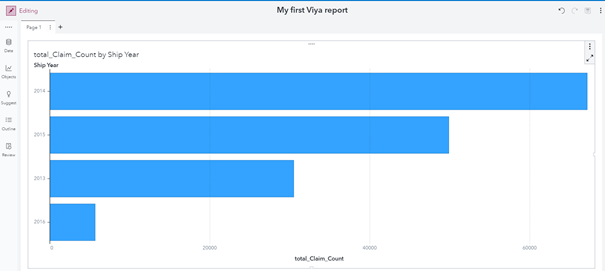 Editing
My first Viya report
Page 1
Data
Objects
Suggest
Outline
Review
total_Claim_Count by Ship Year
Ship Year
2014
2015
2013
2016
0 20000 40000 60000
total_Claim_Count